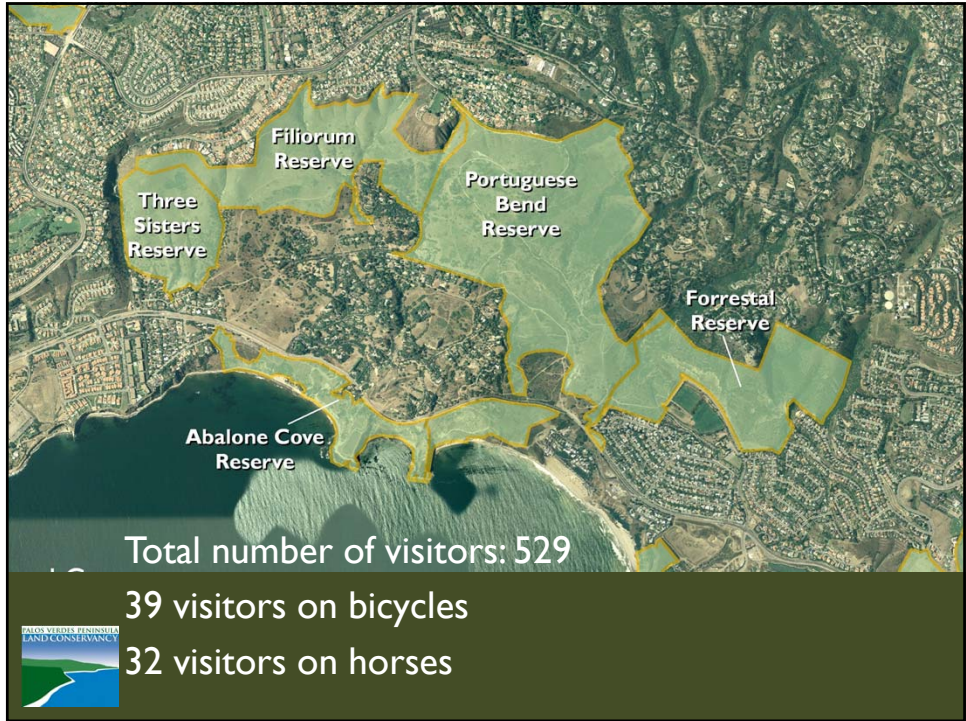 Filiorum
Reserve
Three
Sisters
Reserve
Portuguese
Bend
Reserve
Forrestal
Reserve
Abalone Cove
Reserve
Total number of visitors: 529
39 visitors on bicycles
32 visitors on horses
PALOS VERDES PENINSULA
LAND CONSERVANCY